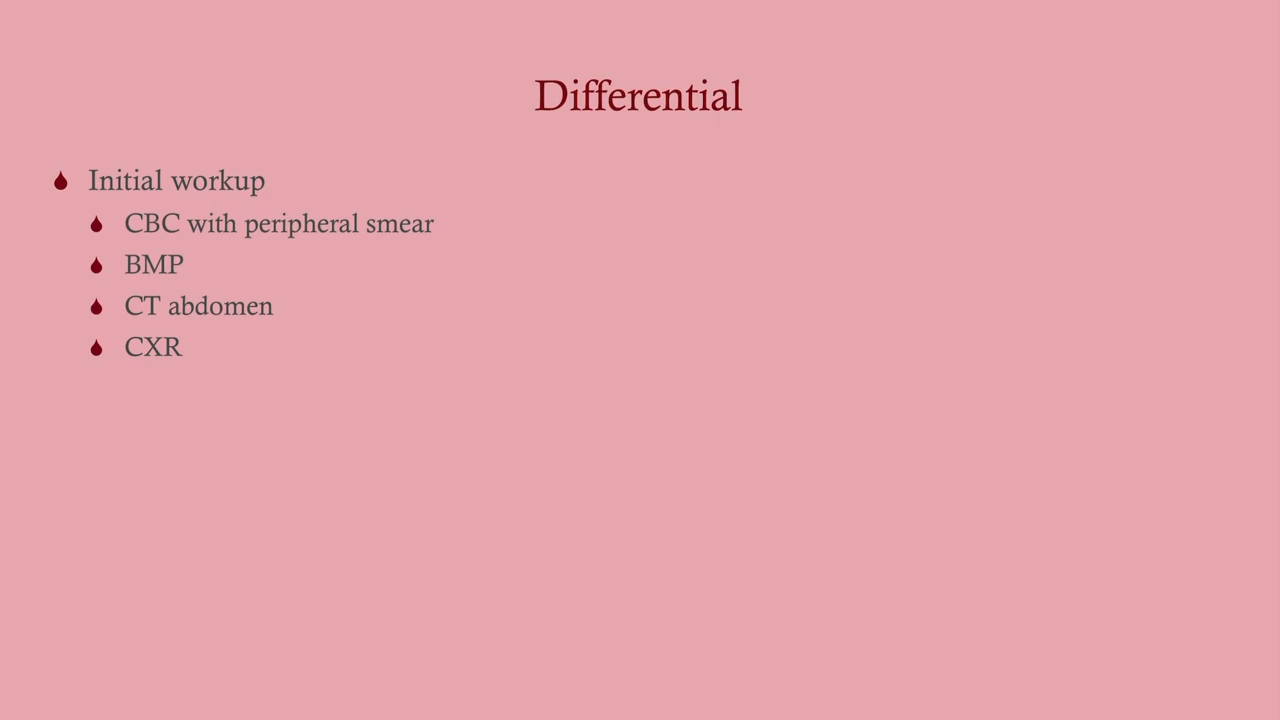 Differential
Initial workup
CBC with peripheral smear
BMP
CT abdomen
CXR